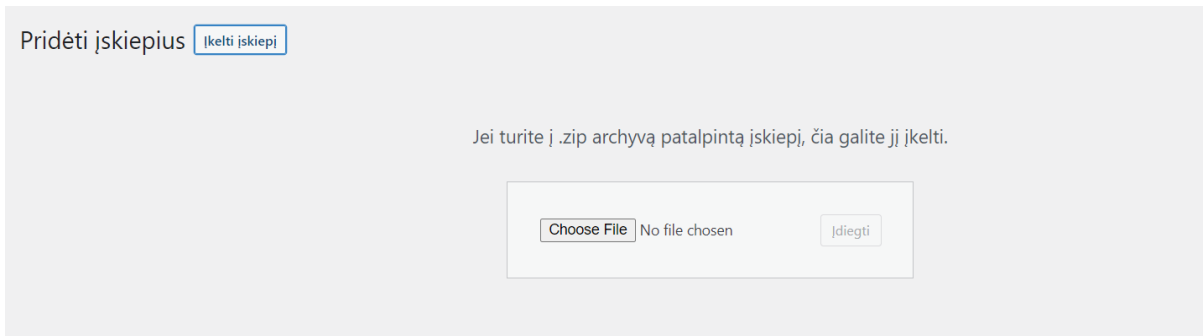 Pridėti įskiepius Įkelti įskiepį
Jei turite į .zip archyvą patalpintą įskiepį, čia galite jį įkelti.
Choose File No file chosen Įdiegti